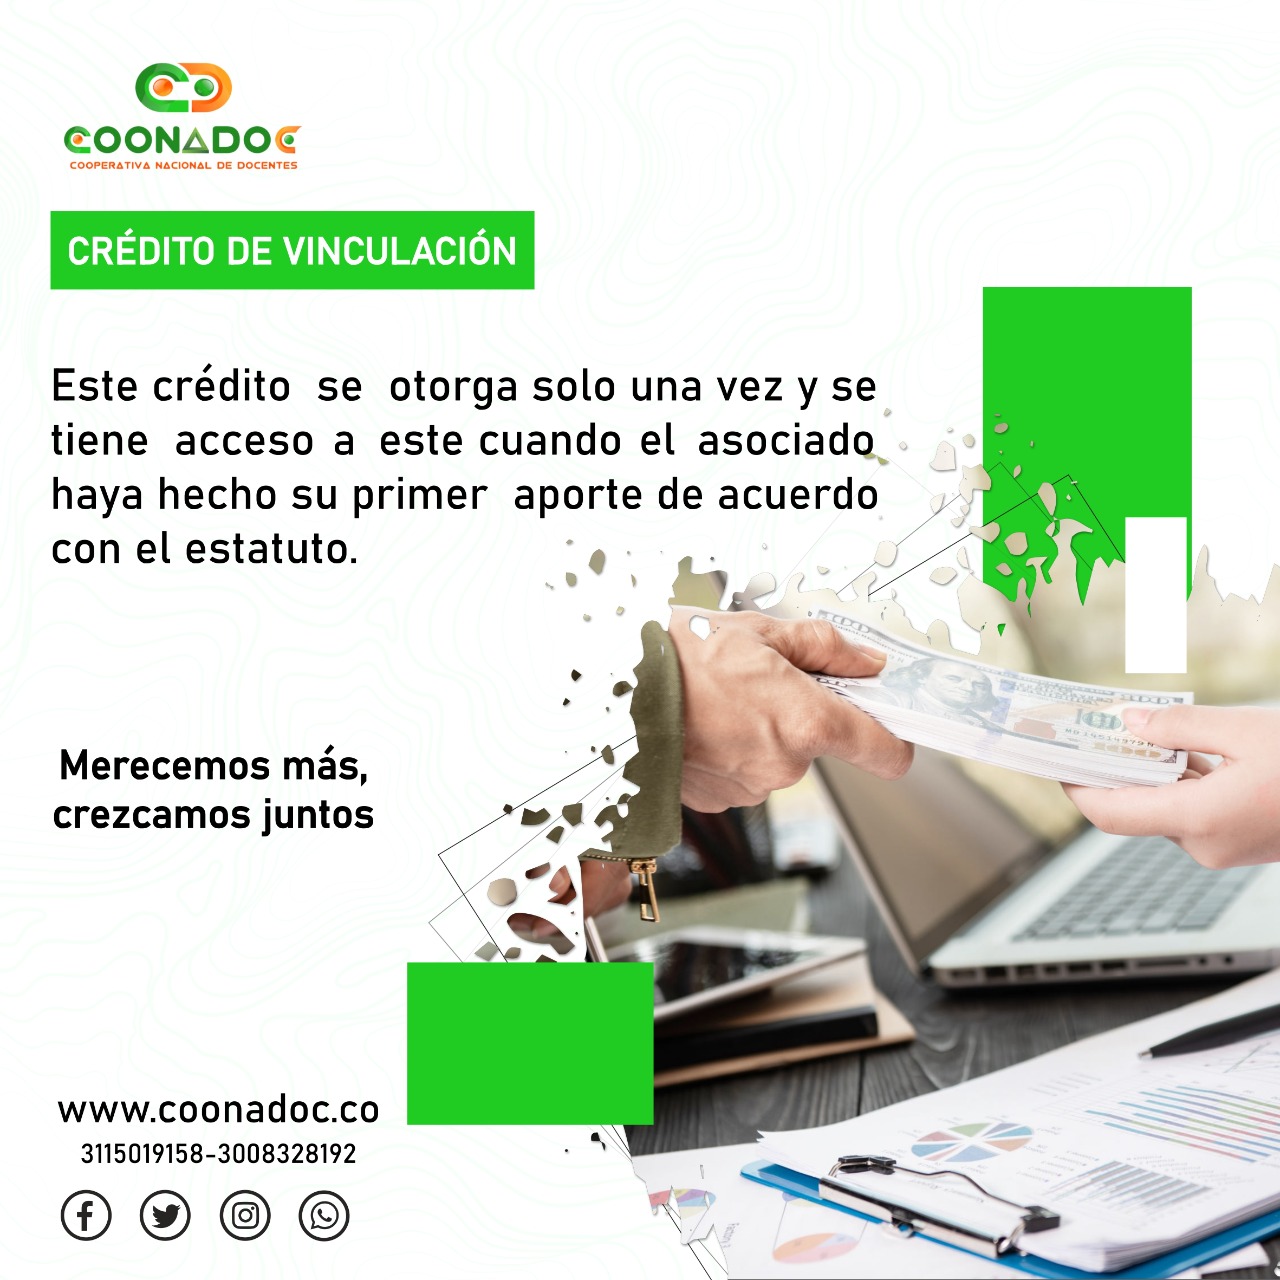 COONADOC
COOPERATIVA NACIONAL DE DOCENTES
CRÉDITO DE VINCULACIÓN
Este crédito se otorga solo una vez y se
tiene acceso a este cuando el asociado
haya hecho su primer aporte de acuerdo
con el estatuto.
Merecemos más,
crezcamos juntos
www.coonadoc.co
3115019158-3008328192